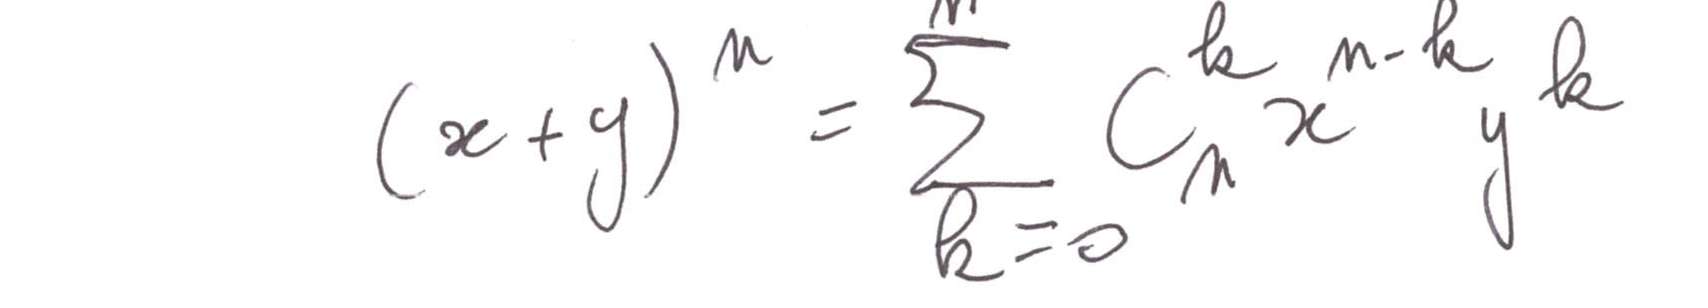 (x+y)^n = \sum_{k=0}^{n} C_n^k x^{n-k} y^k